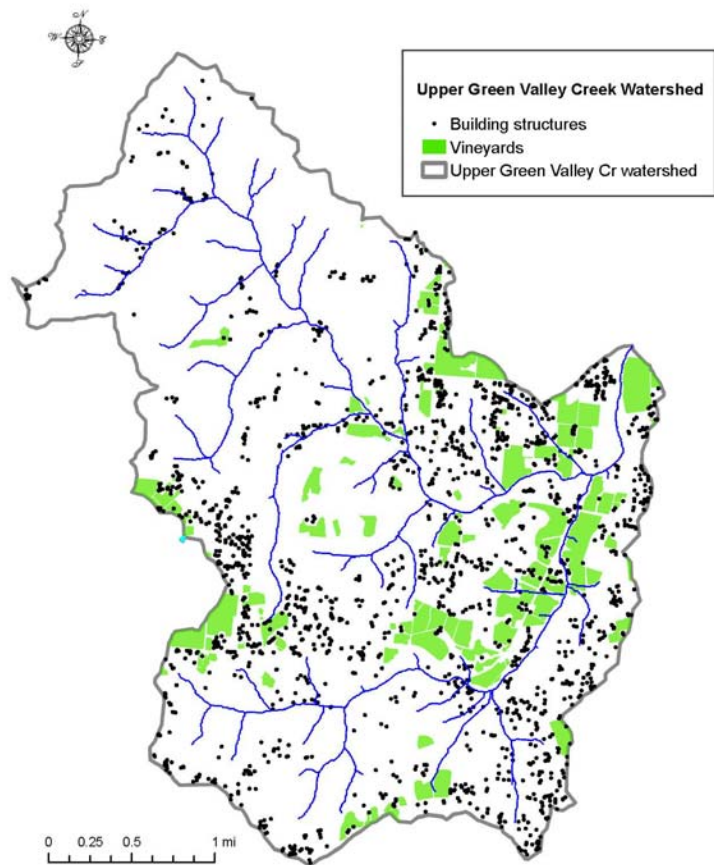 N
W
S
Upper Green Valley Creek Watershed
Building structures
Vineyards
Upper Green Valley Cr watershed
0 0.25 0.5 1 mi